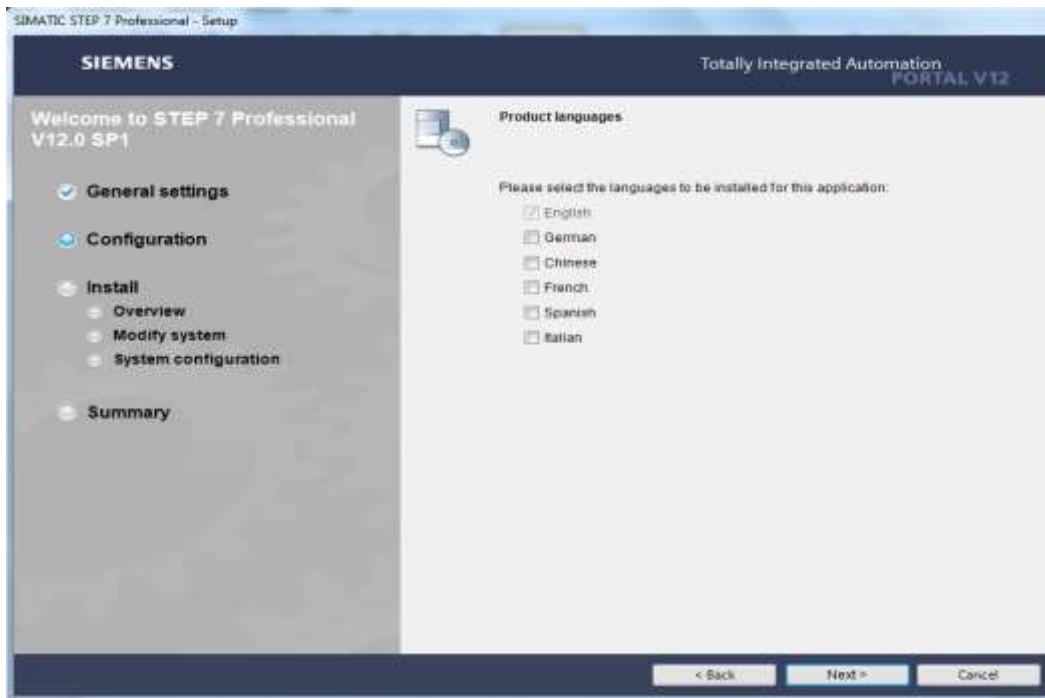 SIMATIC STEP 7 Professional - Setup
SIEMENS
Totally Integrated Automation
PORTAL V12
Welcome to STEP 7 Professional
V12.0 SP1
General settings
Configuration
Install
Overview
Modify system
System configuration
Summary
Product languages
Please select the languages to be installed for this application:
English
German
Chinese
French
Spanish
Italian
< Back
Next >
Cancel